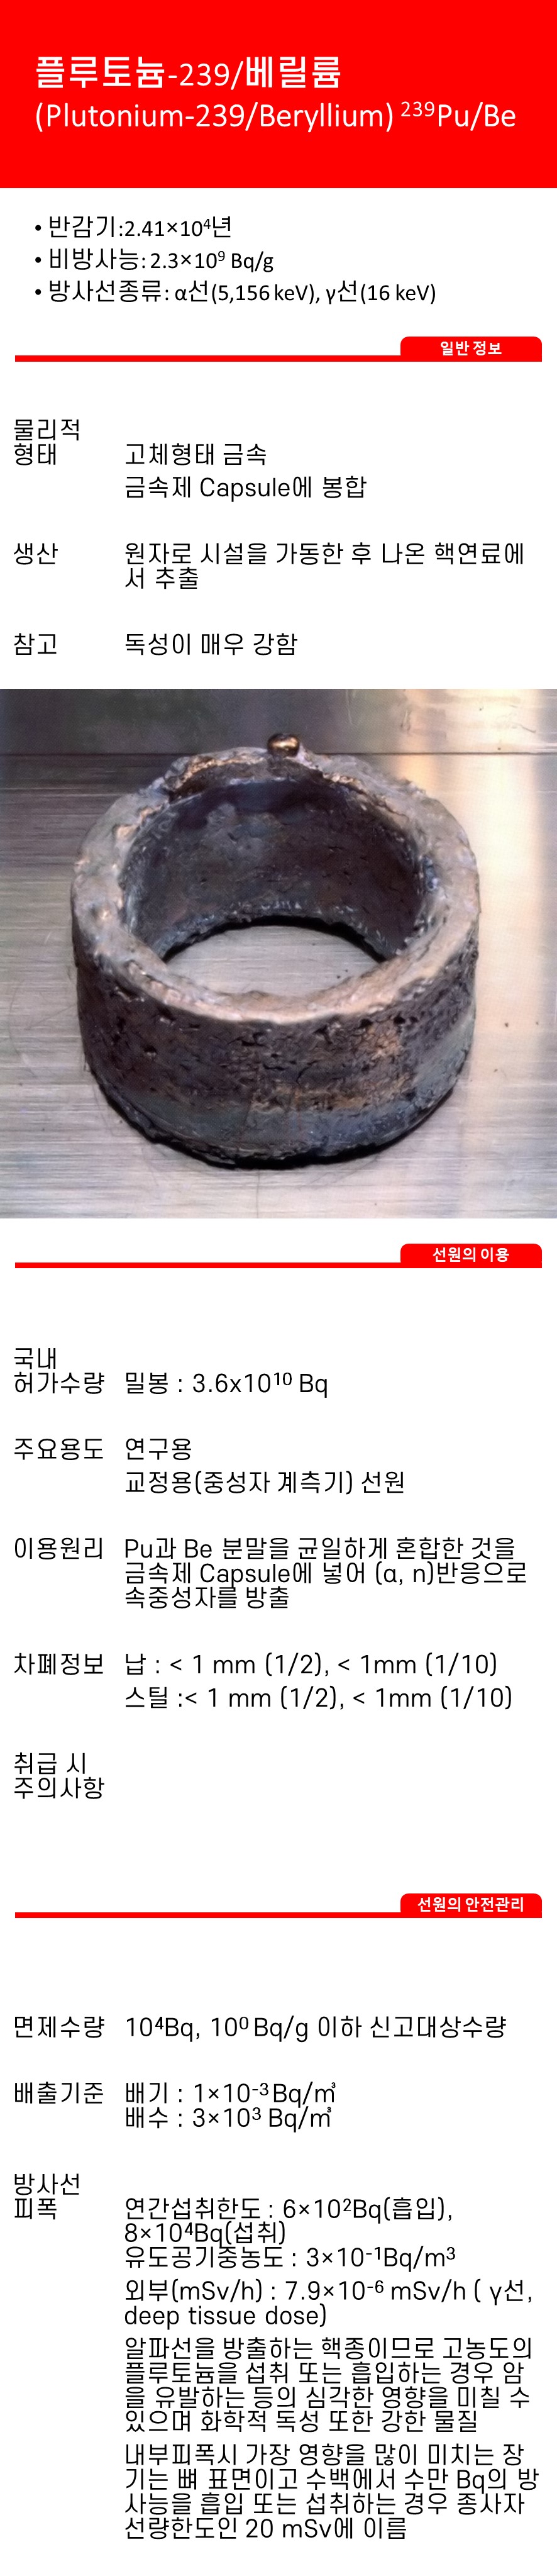 플루토늄-239/베릴륨
(Plutonium-239/Beryllium) ²³⁹Pu/Be
• 반감기:2.41×10⁴년
• 비방사능: 2.3×10⁹ Bq/g
• 방사선종류: α선(5,156 keV), γ선(16 keV)
일반 정보
물리적
형태 고체형태 금속
금속제 Capsule에 봉합
생산 원자로 시설을 가동한 후 나온 핵연료에
서 추출
참고 독성이 매우 강함
선원의 이용
국내
허가수량 밀봉 : 3.6x10¹⁰ Bq
주요용도 연구용
교정용(중성자 계측기) 선원
이용원리 Pu과 Be 분말을 균일하게 혼합한 것을
금속제 Capsule에 넣어 (α, n)반응으로
속중성자를 방출
차폐정보 납 : < 1 mm (1/2), < 1mm (1/10)
스틸 :< 1 mm (1/2), < 1mm (1/10)
취급 시
주의사항
선원의 안전관리
면제수량 10⁴Bq, 10⁰ Bq/g 이하 신고대상수량
배출기준 배기 : 1×10⁻³ Bq/㎥
배수 : 3×10³ Bq/㎥
방사선
피폭 연간섭취한도 : 6×10²Bq(흡입),
8×10⁴Bq(섭취)
유도공기중농도 : 3×10⁻¹Bq/m³
외부(mSv/h) : 7.9×10⁻⁶ mSv/h ( γ선,
deep tissue dose)
알파선을 방출하는 핵종이므로 고농도의
플루토늄을 섭취 또는 흡입하는 경우 암
을 유발하는 등의 심각한 영향을 미칠 수
있으며 화학적 독성 또한 강한 물질
내부피폭시 가장 영향을 많이 미치는 장
기는 뼈 표면이고 수백에서 수만 Bq의 방
사능을 흡입 또는 섭취하는 경우 종사자
선량한도인 20 mSv에 이름